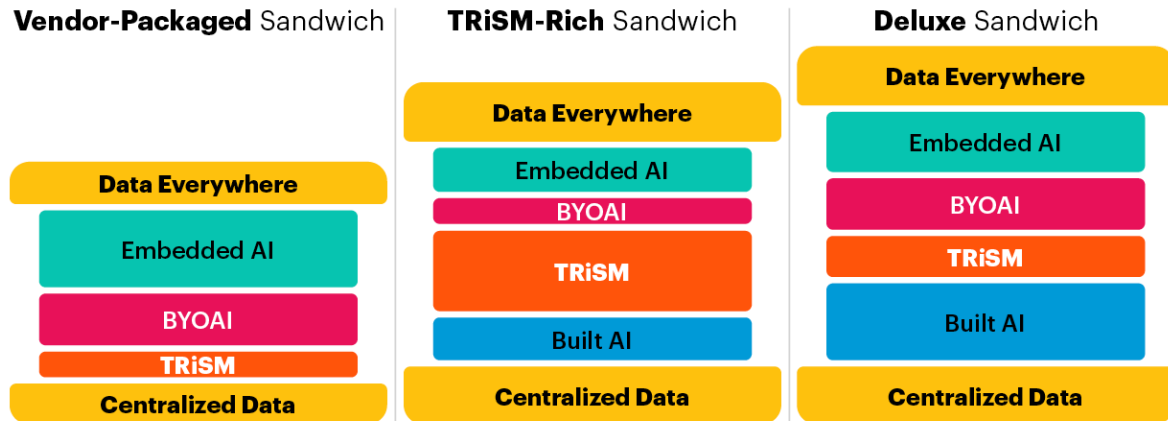 Vendor-Packaged Sandwich
Data Everywhere
Embedded AI
BYOAI
TRiSM
Centralized Data
TRiSM-Rich Sandwich
Data Everywhere
Embedded AI
BYOAI
TRiSM
Built AI
Centralized Data
Deluxe Sandwich
Data Everywhere
Embedded AI
BYOAI
TRiSM
Built AI
Centralized Data